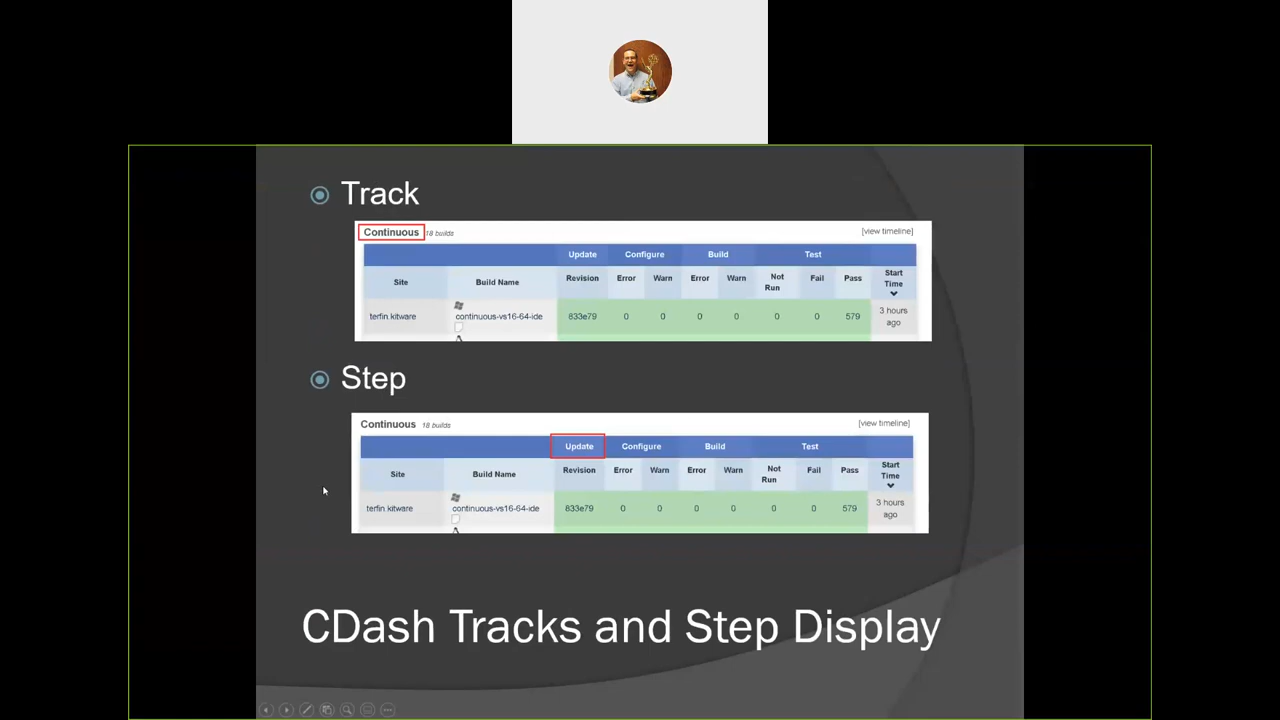 Track
Continuous 18 builds [view timeline]
Update Configure Build Test
Site Build Name Revision Error Warn Error Warn Not Run Fail Pass Start Time
terfin.kitware continuous-vs16-64-ide 833e79 0 0 0 0 0 0 579 3 hours ago
Step
Continuous 18 builds [view timeline]
Update Configure Build Test
Site Build Name Revision Error Warn Error Warn Not Run Fail Pass Start Time
terfin.kitware continuous-vs16-64-ide 833e79 0 0 0 0 0 0 579 3 hours ago
CDash Tracks and Step Display